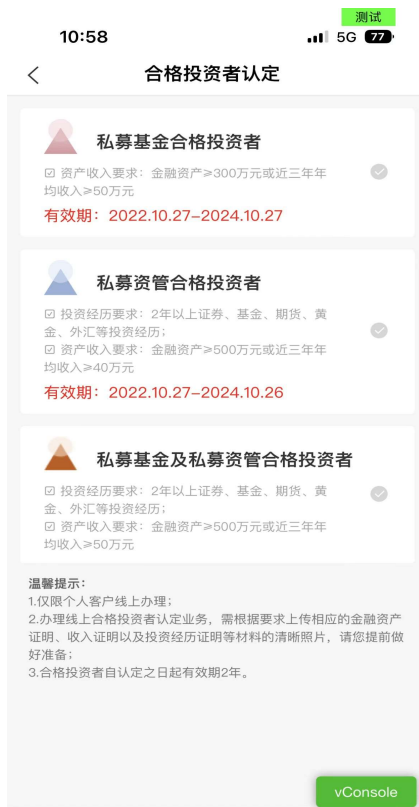 测试
10:58
5G 77
合格投资者认定
私募基金合格投资者
☑ 资产收入要求：金融资产≥300万元或近三年年
均收入≥50万元
有效期：2022.10.27–2024.10.27
私募资管合格投资者
☑ 投资经历要求：2年以上证券、基金、期货、黄
金、外汇等投资经历；
☑ 资产收入要求：金融资产≥500万元或近三年年
均收入≥40万元
有效期：2022.10.27–2024.10.26
私募基金及私募资管合格投资者
☑ 投资经历要求：2年以上证券、基金、期货、黄
金、外汇等投资经历；
☑ 资产收入要求：金融资产≥500万元或近三年年
均收入≥50万元
温馨提示：
1.仅限个人客户线上办理；
2.办理线上合格投资者认定业务，需根据要求上传相应的金融资产
证明、收入证明以及投资经历证明等材料的清晰照片，请您提前做
好准备；
3.合格投资者自认定之日起有效期2年。
vConsole